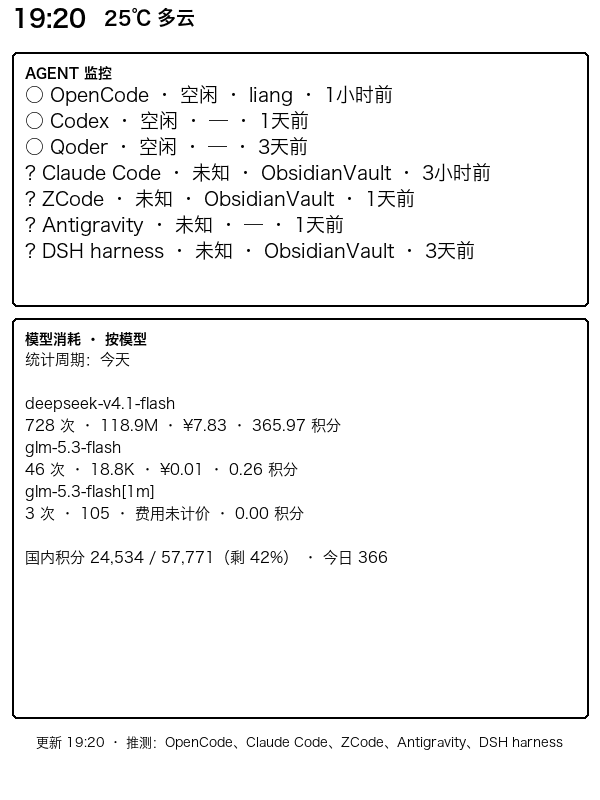 19:20 25℃ 多云
AGENT 监控
○ OpenCode · 空闲 · liang · 1小时前
○ Codex · 空闲 · — · 1天前
○ Qoder · 空闲 · — · 3天前
? Claude Code · 未知 · ObsidianVault · 3小时前
? ZCode · 未知 · ObsidianVault · 1天前
? Antigravity · 未知 · — · 1天前
? DSH harness · 未知 · ObsidianVault · 3天前
模型消耗 · 按模型
统计周期：今天
deepseek-v4.1-flash
728 次 · 118.9M · ¥7.83 · 365.97 积分
glm-5.3-flash
46 次 · 18.8K · ¥0.01 · 0.26 积分
glm-5.3-flash[1m]
3 次 · 105 · 费用未计价 · 0.00 积分
国内积分 24,534 / 57,771（剩 42%） · 今日 366
更新 19:20 · 推测：OpenCode、Claude Code、ZCode、Antigravity、DSH harness